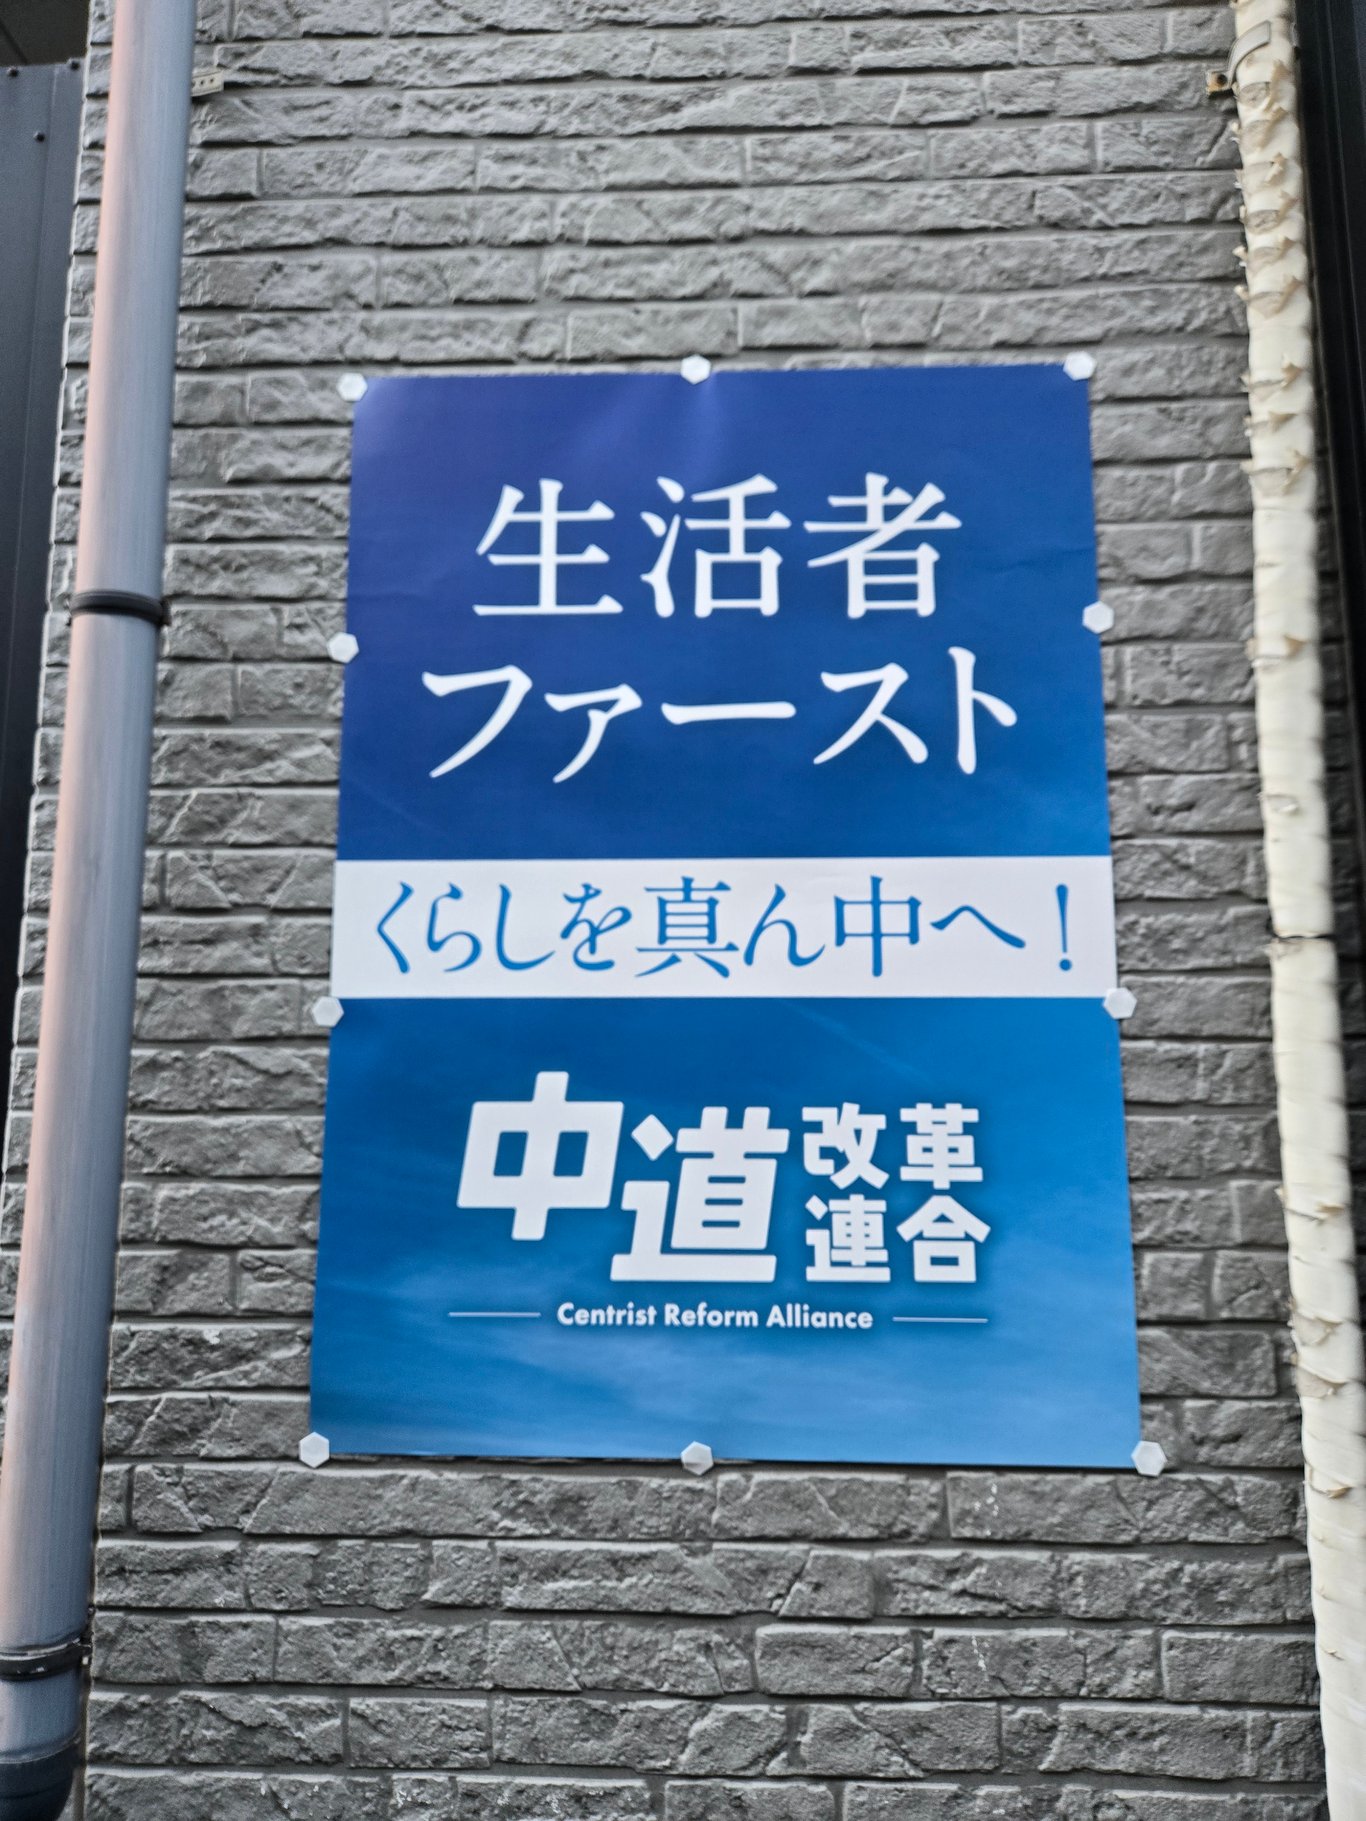 生活者
ファースト
くらしを真ん中へ！
中道改革連合
Centrist Reform Alliance